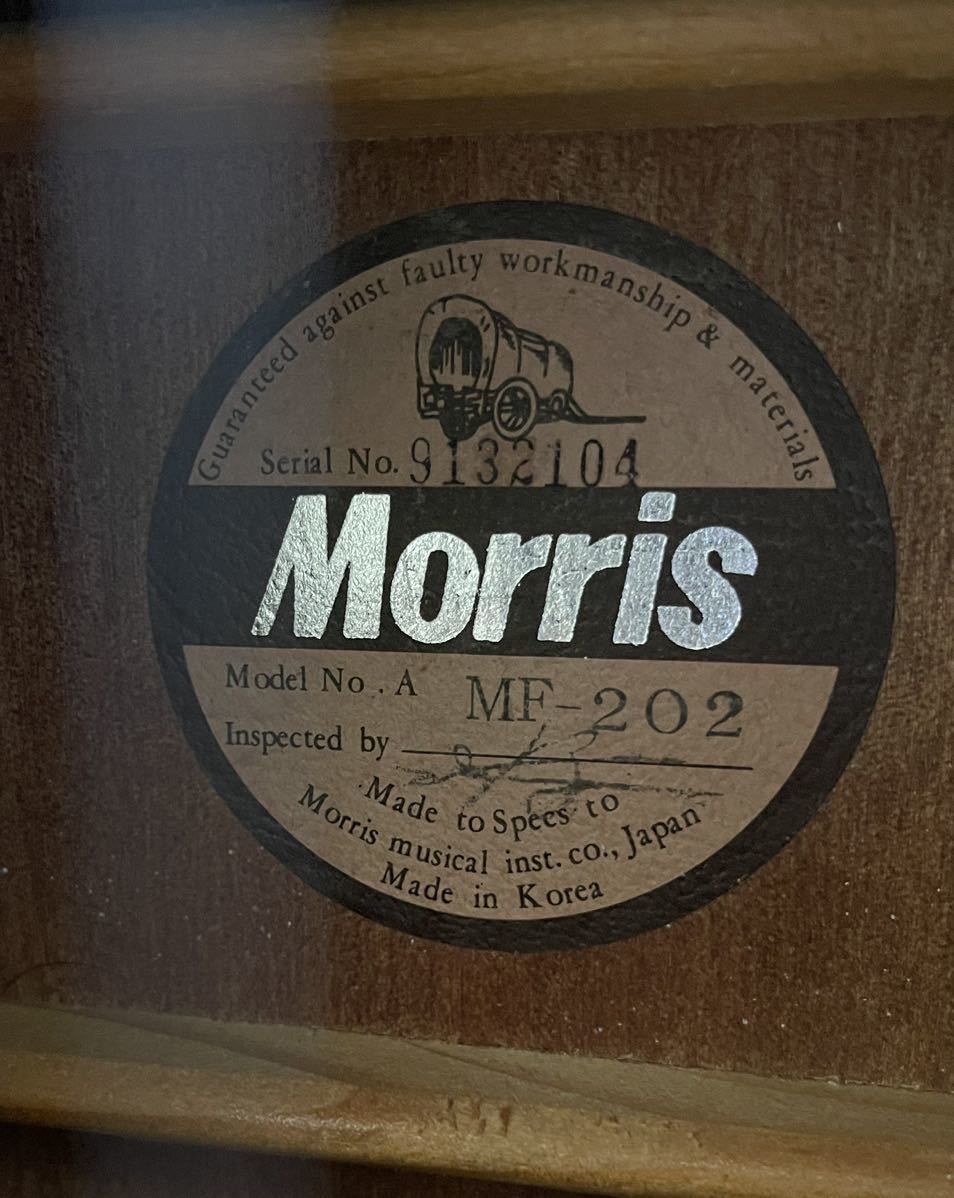 Guaranteed against faulty workmanship & materials
Serial No. 9132104
Morris
Model No. A MF-202
Inspected by
Made to Specs to
Morris musical inst. co., Japan
Made in Korea